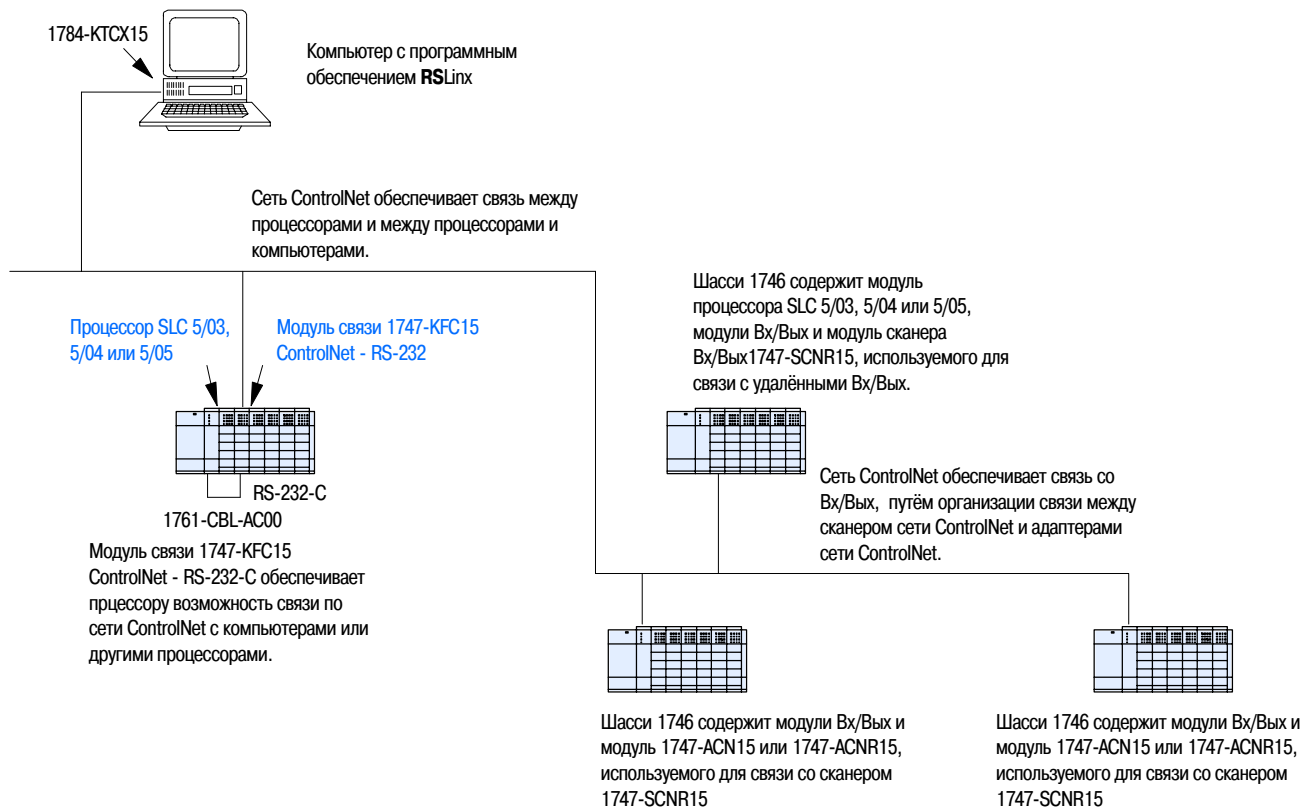 1784-KTCX15
Компьютер с программным
обеспечением RSLinx
Сеть ControlNet обеспечивает связь между
процессорами и между процессорами и
компьютерами.
Шасси 1746 содержит модуль
процессора SLC 5/03, 5/04 или 5/05,
модули Вх/Вых и модуль сканера
Вх/Вых1747-SCNR15, используемого для
связи с удалёнными Вх/Вых.
Процессор SLC 5/03,
5/04 или 5/05
Модуль связи 1747-KFC15
ControlNet - RS-232
RS-232-C
1761-CBL-AC00
Модуль связи 1747-KFC15
ControlNet - RS-232-C обеспечивает
прцессору возможность связи по
сети ControlNet с компьютерами или
другими процессорами.
Сеть ControlNet обеспечивает связь со
Вх/Вых, путём организации связи между
сканером сети ControlNet и адаптерами
сети ControlNet.
Шасси 1746 содержит модули Вх/Вых и
модуль 1747-ACN15 или 1747-ACNR15,
используемого для связи со сканером
1747-SCNR15
Шасси 1746 содержит модули Вх/Вых и
модуль 1747-ACN15 или 1747-ACNR15,
используемого для связи со сканером
1747-SCNR15